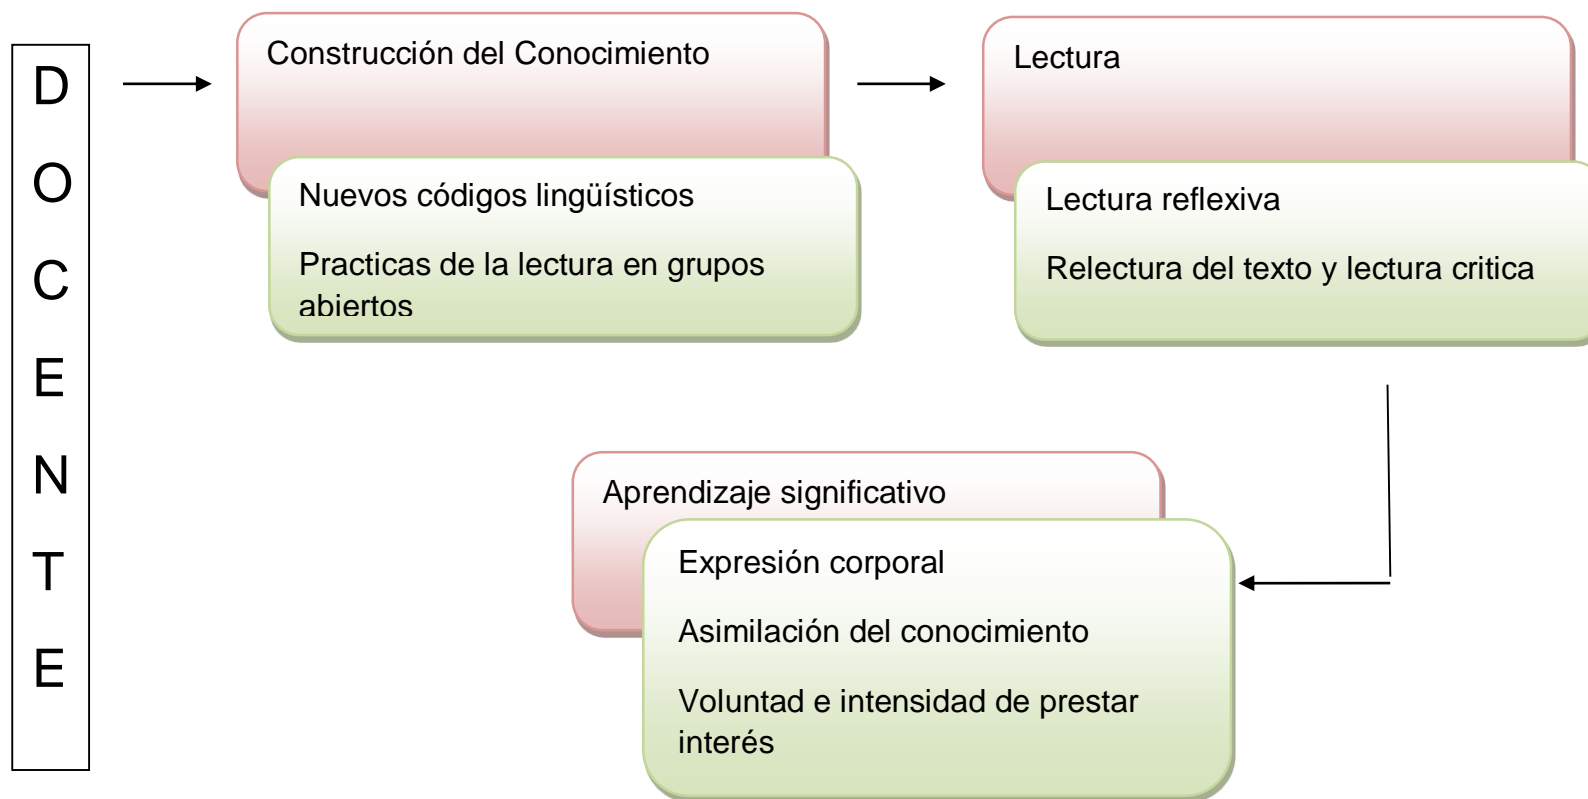 D
O
C
E
N
T
E
Construcción del Conocimiento
Nuevos códigos lingüísticos
Practicas de la lectura en grupos
abiertos
Lectura
Lectura reflexiva
Relectura del texto y lectura critica
Aprendizaje significativo
Expresión corporal
Asimilación del conocimiento
Voluntad e intensidad de prestar
interés